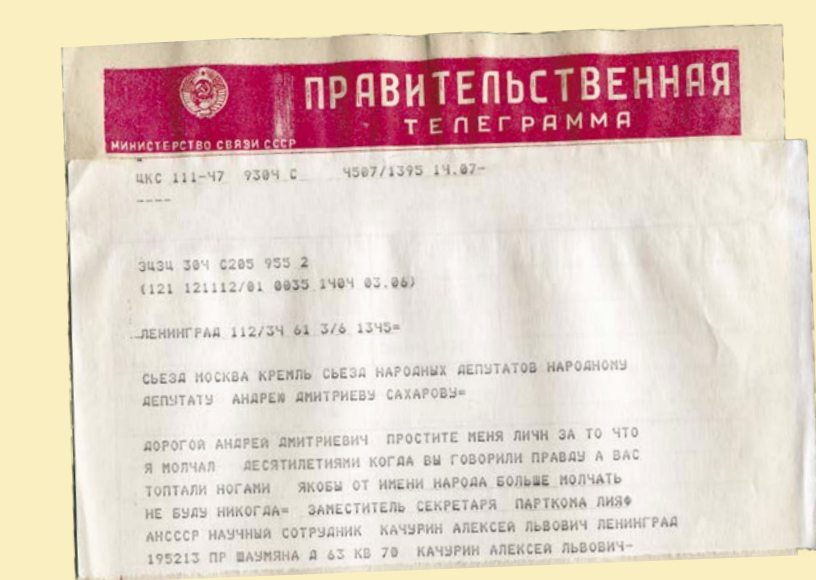 ПРАВИТЕЛЬСТВЕННАЯ
ТЕЛЕГРАММА
МИНИСТЕРСТВО СВЯЗИ СССР
ЦКС 111-47 9304 С 4507/1395 14.07-
----
ЗЦЗЦ 304 С205 955 2
(121 121112/01 0035 1404 03.06)
ЛЕНИНГРАД 112/34 61 3/6 1345=
СЬЕЗД МОСКВА КРЕМЛЬ СЬЕЗД НАРОДНЫХ ДЕПУТАТОВ НАРОДНОМУ
ДЕПУТАТУ АНДРЕЮ ДМИТРИЕВУ САХАРОВУ=
ДОРОГОЙ АНДРЕЙ ДМИТРИЕВИЧ ПРОСТИТЕ МЕНЯ ЛИЧН ЗА ТО ЧТО
Я МОЛЧАЛ ДЕСЯТИЛЕТИЯМИ КОГДА ВЫ ГОВОРИЛИ ПРАВДУ А ВАС
ТОПТАЛИ НОГАМИ ЯКОБЫ ОТ ИМЕНИ НАРОДА БОЛЬШЕ МОЛЧАТЬ
НЕ БУДУ НИКОГДА= ЗАМЕСТИТЕЛЬ СЕКРЕТАРЯ ПАРТКОМА ЛИЯФ
АНСССР НАУЧНЫЙ СОТРУДНИК КАЧУРИН АЛЕКСЕЙ ЛЬВОВИЧ ЛЕНИНГРАД
195213 ПР ШАУМЯНА Д 63 КВ 70 КАЧУРИН АЛЕКСЕЙ ЛЬВОВИЧ-